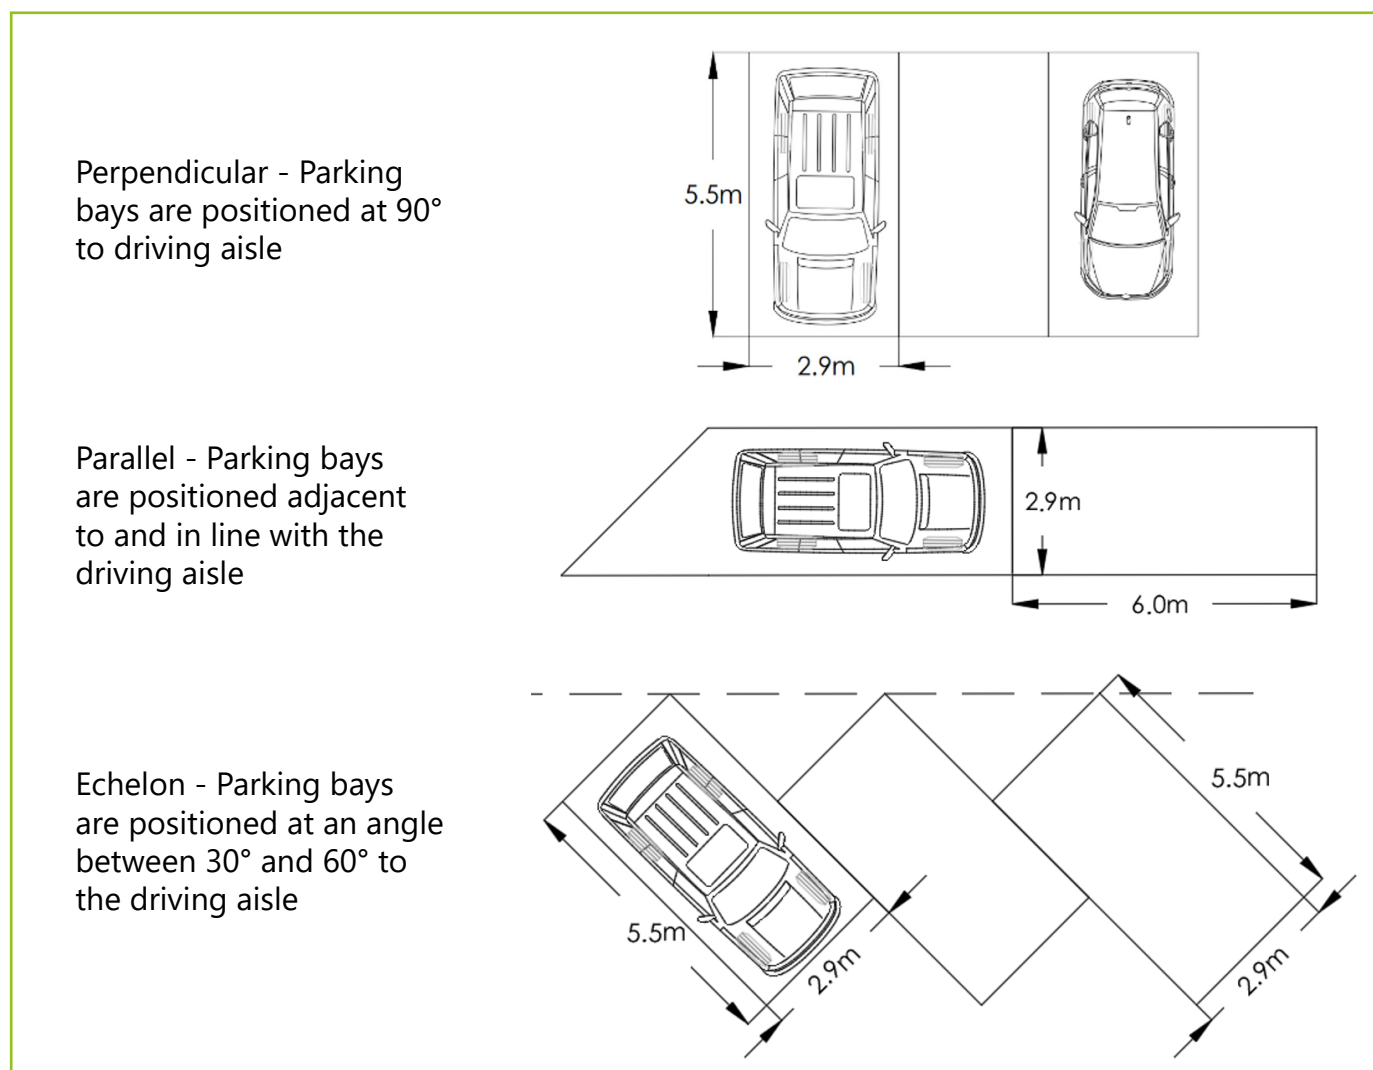 Perpendicular - Parking
bays are positioned at 90°
to driving aisle
5.5m
2.9m
Parallel - Parking bays
are positioned adjacent
to and in line with the
driving aisle
2.9m
6.0m
Echelon - Parking bays
are positioned at an angle
between 30° and 60° to
the driving aisle
5.5m
5.5m
2.9m
2.9m